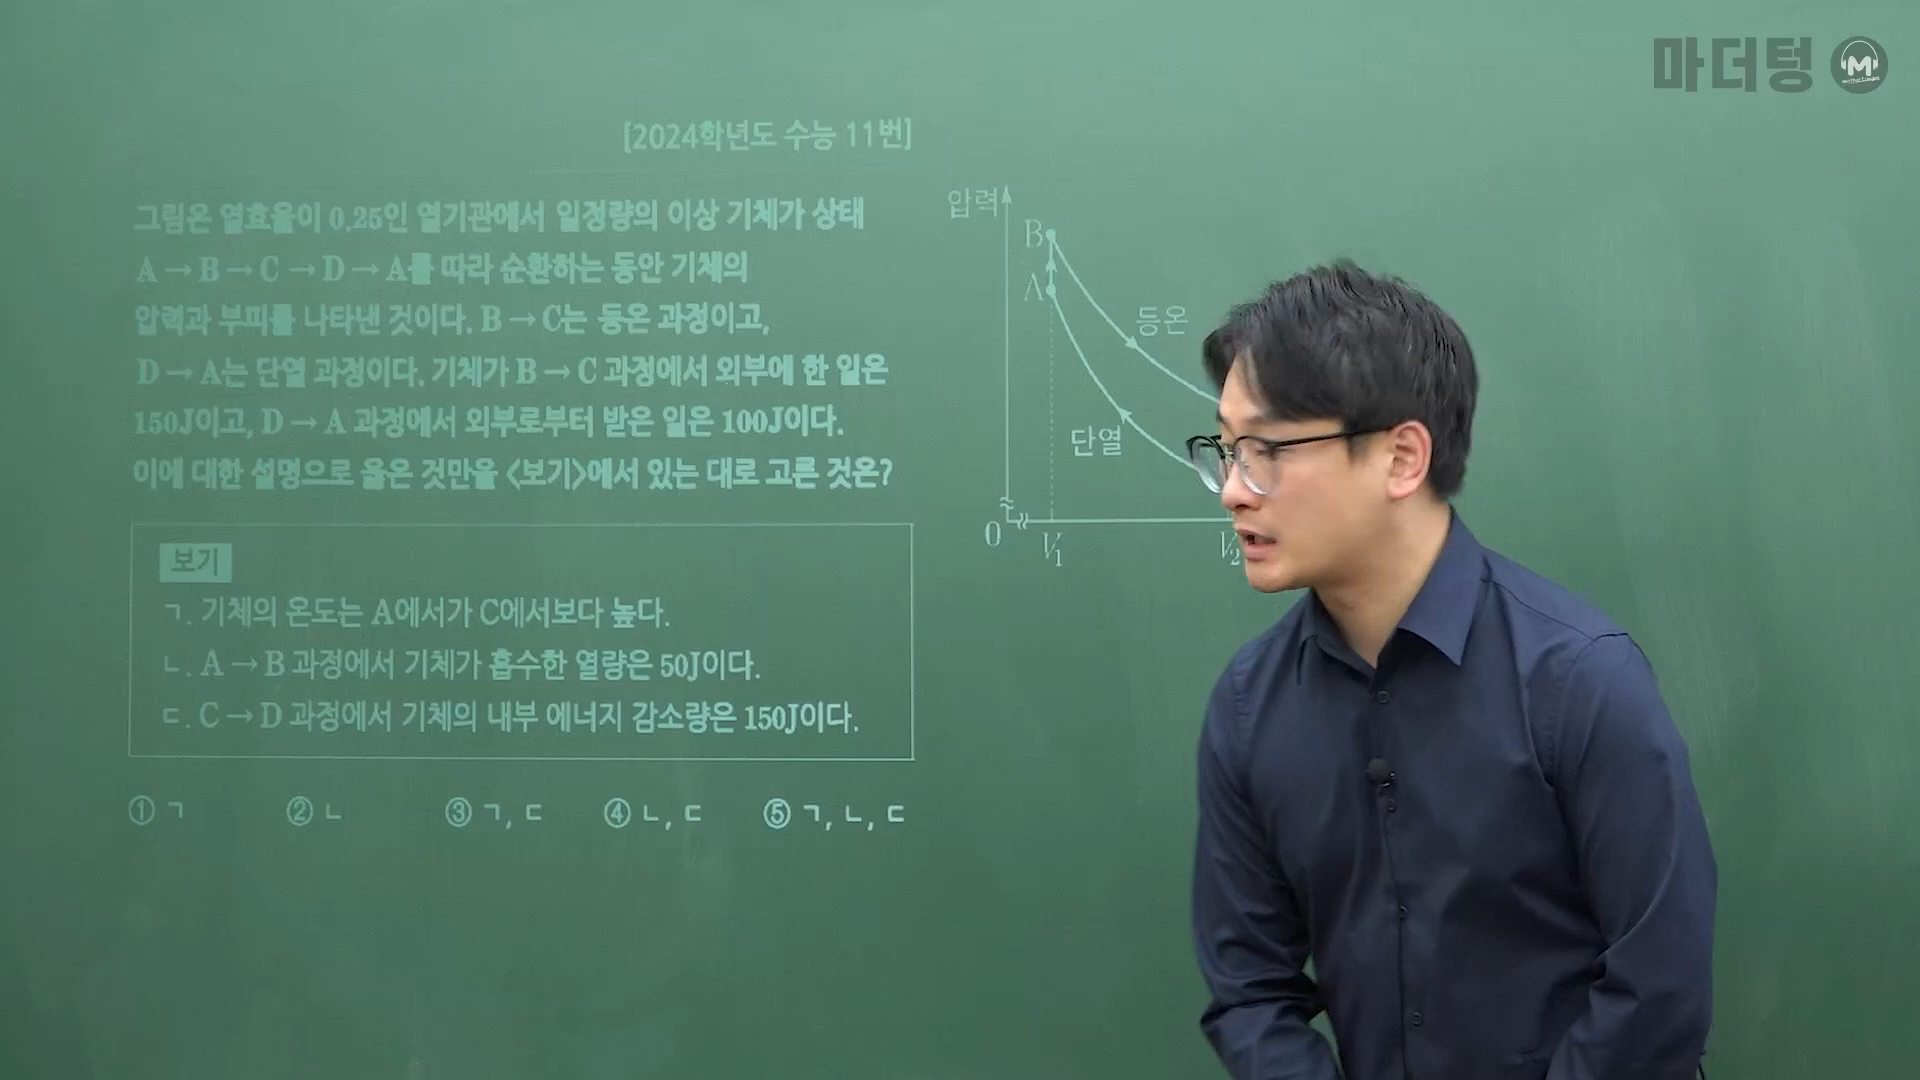 마더텅
[2024학년도 수능 11번]
그림은 열효율이 0.25인 열기관에서 일정량의 이상 기체가 상태
A → B → C → D → A를 따라 순환하는 동안 기체의
압력과 부피를 나타낸 것이다. B → C는 등온 과정이고,
D → A는 단열 과정이다. 기체가 B → C 과정에서 외부에 한 일은
150J이고, D → A 과정에서 외부로부터 받은 일은 100J이다.
이에 대한 설명으로 옳은 것만을 <보기>에서 있는 대로 고른 것은?
보기
ㄱ. 기체의 온도는 A에서가 C에서보다 높다.
ㄴ. A → B 과정에서 기체가 흡수한 열량은 50J이다.
ㄷ. C → D 과정에서 기체의 내부 에너지 감소량은 150J이다.
① ㄱ ② ㄴ ③ ㄱ, ㄷ ④ ㄴ, ㄷ ⑤ ㄱ, ㄴ, ㄷ
압력
B
A
등온
단열
0 V₁ V₂